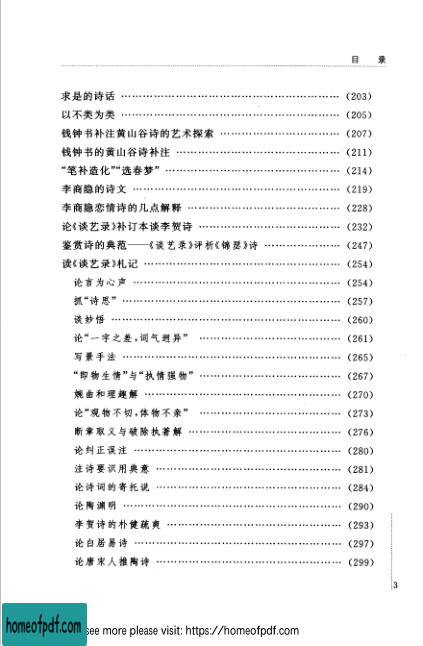 目 录
求是的诗话 ……………………………………………… (203)
以不类为类 ……………………………………………… (205)
钱钟书补注黄山谷诗的艺术探索 ………………………… (207)
钱钟书的黄山谷诗补注 …………………………………… (211)
“笔补造化”“选春梦” …………………………………… (214)
李商隐的诗文 …………………………………………… (219)
李商隐恋情诗的几点解释 ………………………………… (228)
论《谈艺录》补订本谈李贺诗 …………………………… (232)
鉴赏诗的典范——《谈艺录》评析《锦瑟》诗 ………………… (247)
读《谈艺录》札记 ………………………………………… (254)
论言为心声 ……………………………………………… (254)
抓“诗思” ………………………………………………… (257)
谈妙悟 …………………………………………………… (260)
论“一字之差，词气迥异” ……………………………… (261)
写景手法 ………………………………………………… (265)
“即物生情”与“执情强物” ……………………………… (267)
婉曲和理趣解 …………………………………………… (270)
论“观物不切，体物不亲” ……………………………… (273)
断章取义与破除执著解 ………………………………… (276)
论纠正误注 ……………………………………………… (280)
注诗要识用典意 ………………………………………… (281)
论诗词的寄托说 ………………………………………… (284)
论陶渊明 ………………………………………………… (290)
李贺诗的朴健疏爽 ……………………………………… (293)
论白居易诗 ……………………………………………… (297)
论唐宋人推陶诗 ………………………………………… (299)
3
homeofpdf.com
see more please visit: https://homeofpdf.com